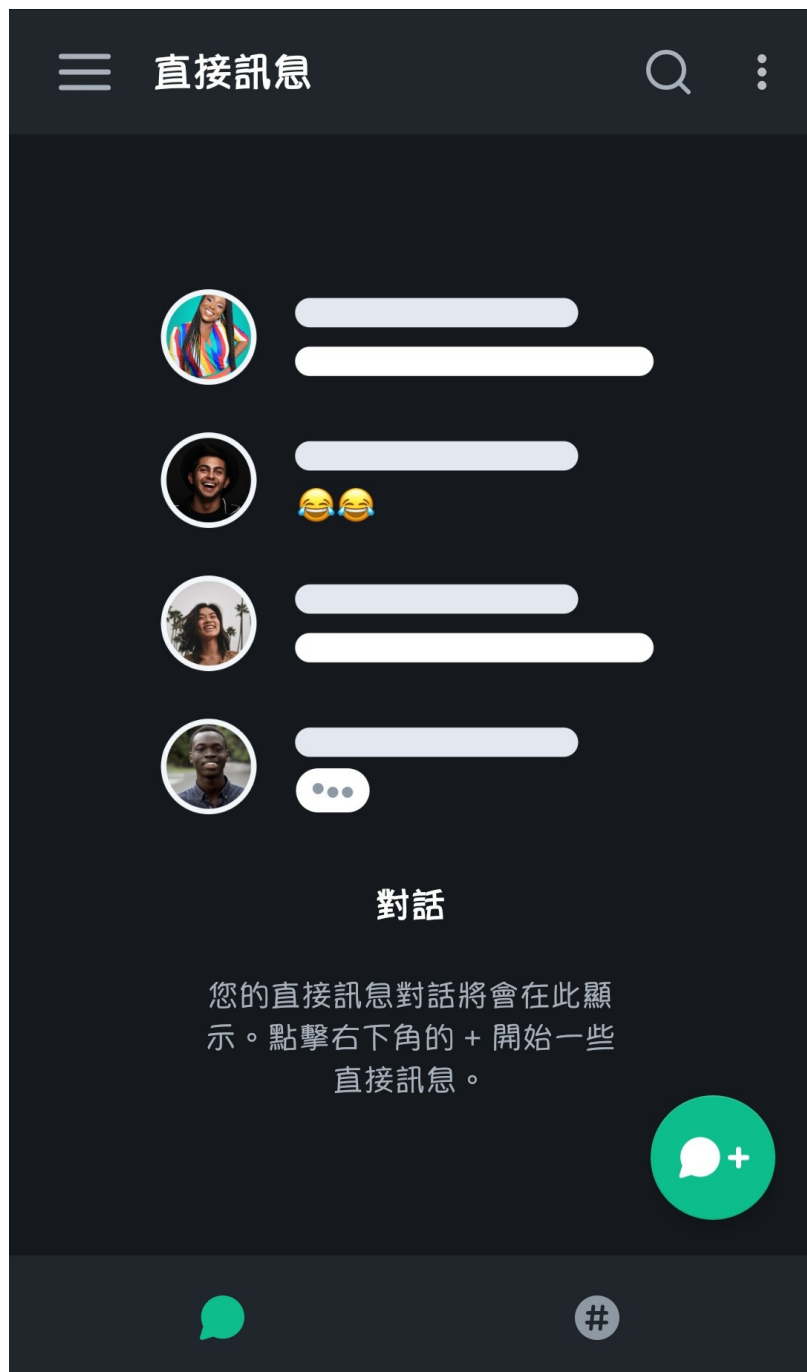 直接訊息
😂😂
對話
您的直接訊息對話將會在此顯
示。點擊右下角的 + 開始一些
直接訊息。
+
#